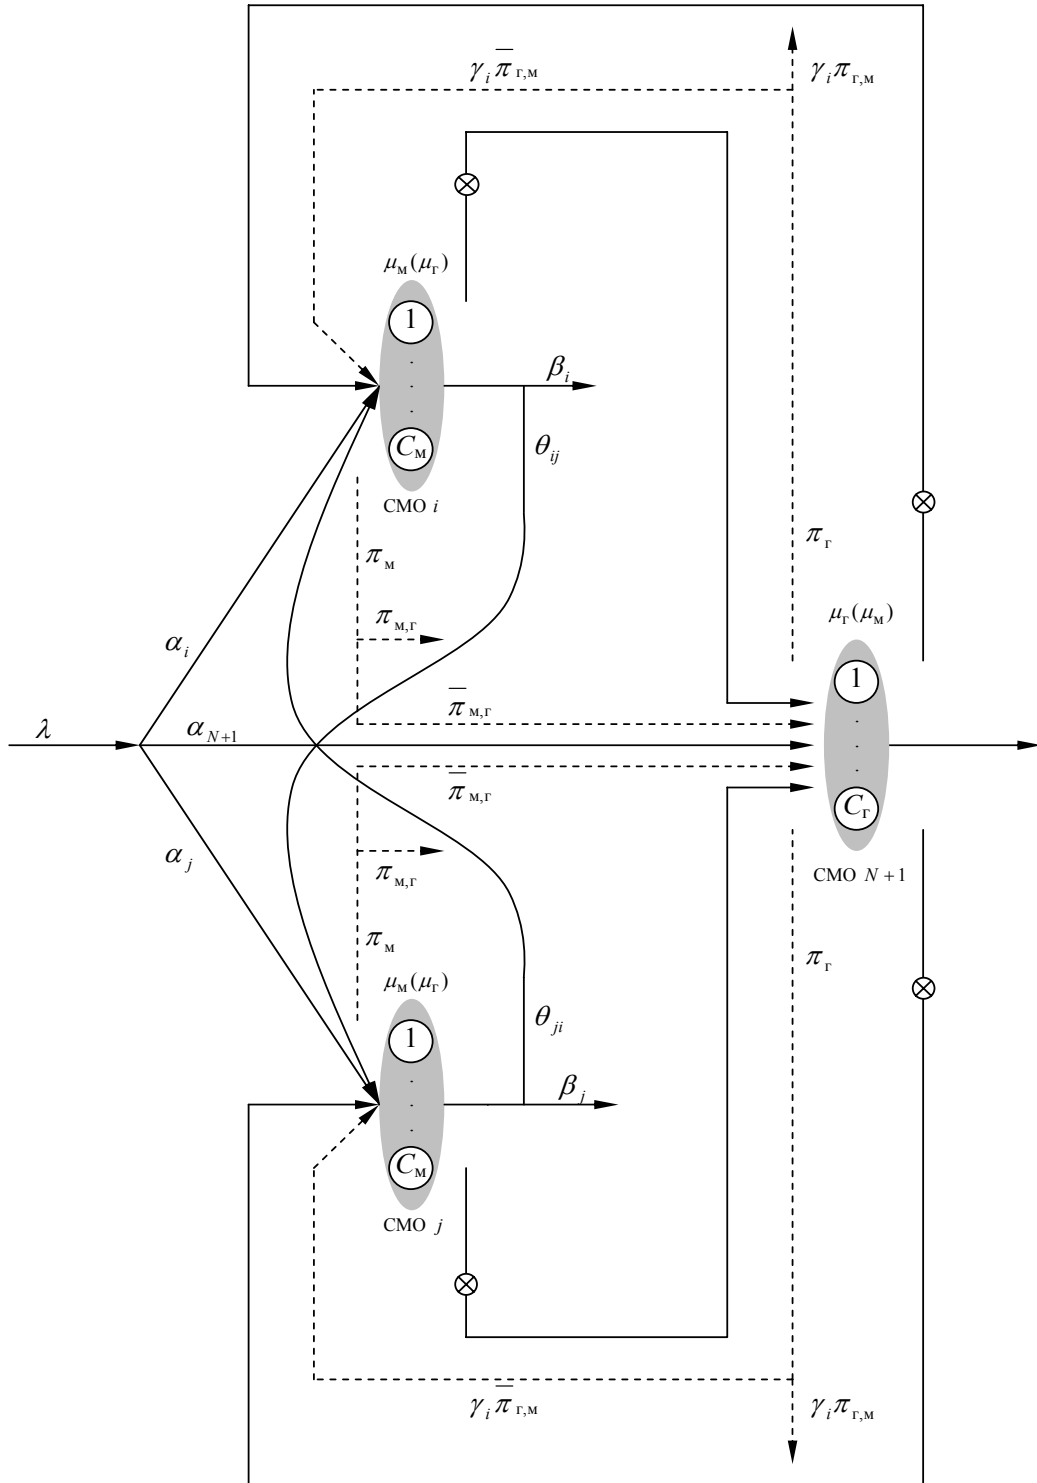 γ_i π̅_г,м
γ_i π_г,м
μ_м(μ_г)
1
β_i
C_м
θ_ij
СМО i
π_м
π_г
μ_г(μ_м)
π_м,г
α_i
1
π̅_м,г
λ
α_N+1
π̅_м,г
C_г
α_j
π_м,г
СМО N + 1
π_м
π_г
μ_м(μ_г)
1
θ_ji
β_j
C_м
СМО j
γ_i π̅_г,м
γ_i π_г,м